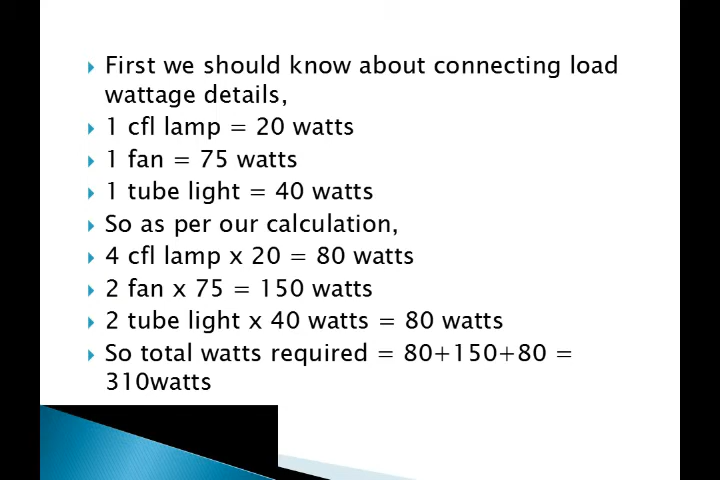 First we should know about connecting load
wattage details,
1 cfl lamp = 20 watts
1 fan = 75 watts
1 tube light = 40 watts
So as per our calculation,
4 cfl lamp x 20 = 80 watts
2 fan x 75 = 150 watts
2 tube light x 40 watts = 80 watts
So total watts required = 80+150+80 =
310watts